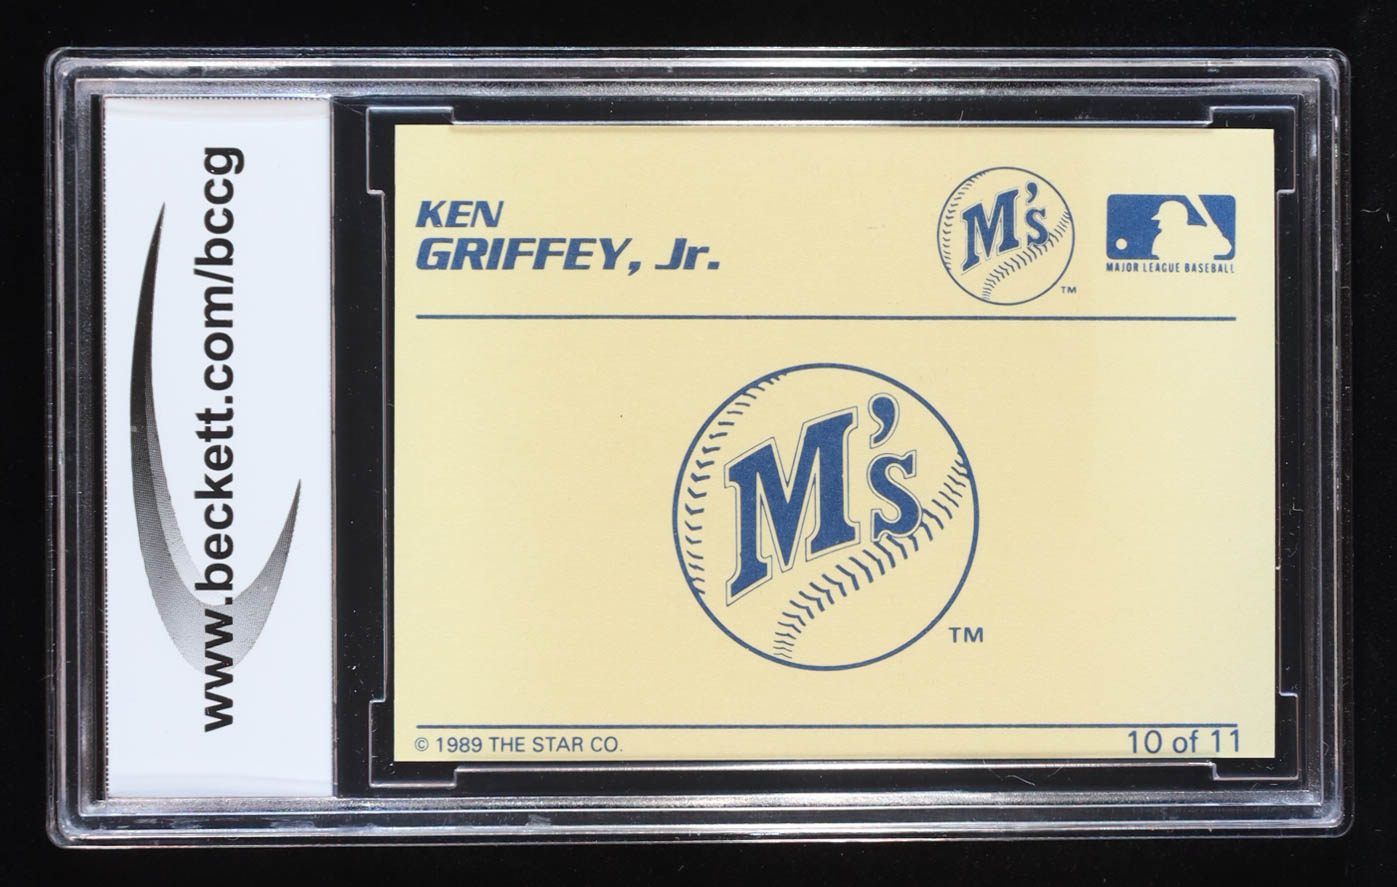 www.beckett.com/bccg
KEN
GRIFFEY, Jr.
M's
TM
MAJOR LEAGUE BASEBALL
M's
TM
© 1989 THE STAR CO.
10 of 11